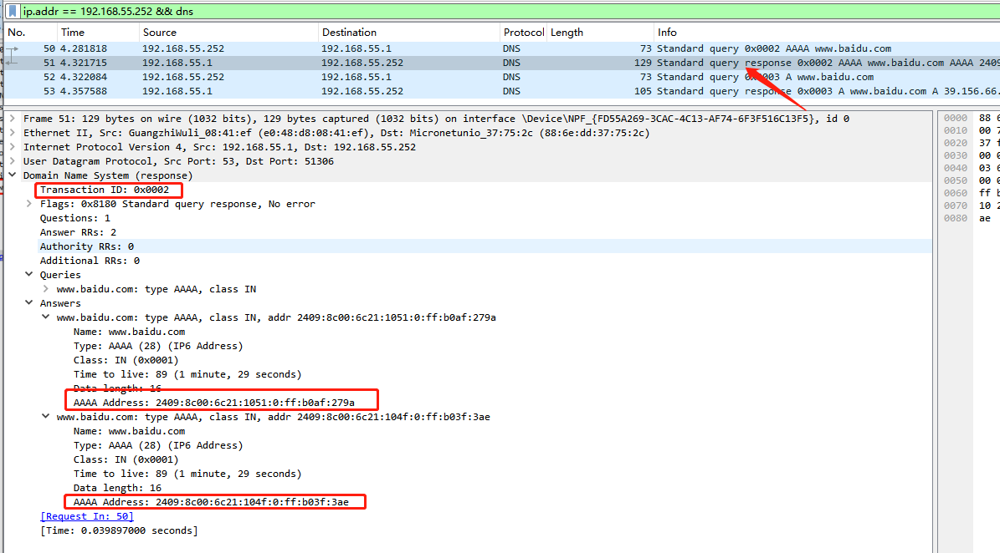 ip.addr == 192.168.55.252 && dns
No. Time Source Destination Protocol Length Info
50 4.281818 192.168.55.252 192.168.55.1 DNS 73 Standard query 0x0002 AAAA www.baidu.com
51 4.321715 192.168.55.1 192.168.55.252 DNS 129 Standard query response 0x0002 AAAA www.baidu.com AAAA 2409
52 4.322084 192.168.55.252 192.168.55.1 DNS 73 Standard query 0x0003 A www.baidu.com
53 4.357588 192.168.55.1 192.168.55.252 DNS 105 Standard query response 0x0003 A www.baidu.com A 39.156.66.
Frame 51: 129 bytes on wire (1032 bits), 129 bytes captured (1032 bits) on interface \Device\NPF_{FD55A269-3CAC-4C13-AF74-6F3F516C13F5}, id 0
Ethernet II, Src: GuangzhiWuli_08:41:ef (e0:48:d8:08:41:ef), Dst: Micronetunio_37:75:2c (88:6e:dd:37:75:2c)
Internet Protocol Version 4, Src: 192.168.55.1, Dst: 192.168.55.252
User Datagram Protocol, Src Port: 53, Dst Port: 51306
Domain Name System (response)
Transaction ID: 0x0002
Flags: 0x8180 Standard query response, No error
Questions: 1
Answer RRs: 2
Authority RRs: 0
Additional RRs: 0
Queries
www.baidu.com: type AAAA, class IN
Answers
www.baidu.com: type AAAA, class IN, addr 2409:8c00:6c21:1051:0:ff:b0af:279a
Name: www.baidu.com
Type: AAAA (28) (IP6 Address)
Class: IN (0x0001)
Time to live: 89 (1 minute, 29 seconds)
Data length: 16
AAAA Address: 2409:8c00:6c21:1051:0:ff:b0af:279a
www.baidu.com: type AAAA, class IN, addr 2409:8c00:6c21:104f:0:ff:b03f:3ae
Name: www.baidu.com
Type: AAAA (28) (IP6 Address)
Class: IN (0x0001)
Time to live: 89 (1 minute, 29 seconds)
Data length: 16
AAAA Address: 2409:8c00:6c21:104f:0:ff:b03f:3ae
[Request In: 50]
[Time: 0.039897000 seconds]
0000 88 6
0010 00 7
0020 37 f
0030 00 0
0040 03 6
0050 00 0
0060 ff b
0070 10 2
0080 ae